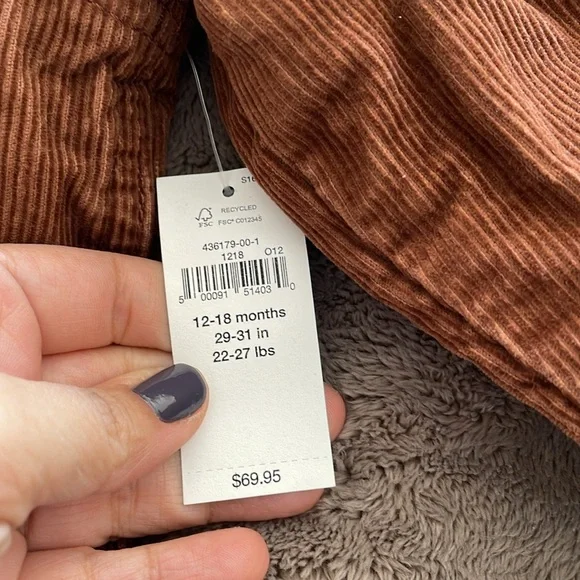 RECYCLED
FSC
FSC® C012345
436179-00-1
1218 O12
5 00091 51403 0
12-18 months
29-31 in
22-27 lbs
$69.95